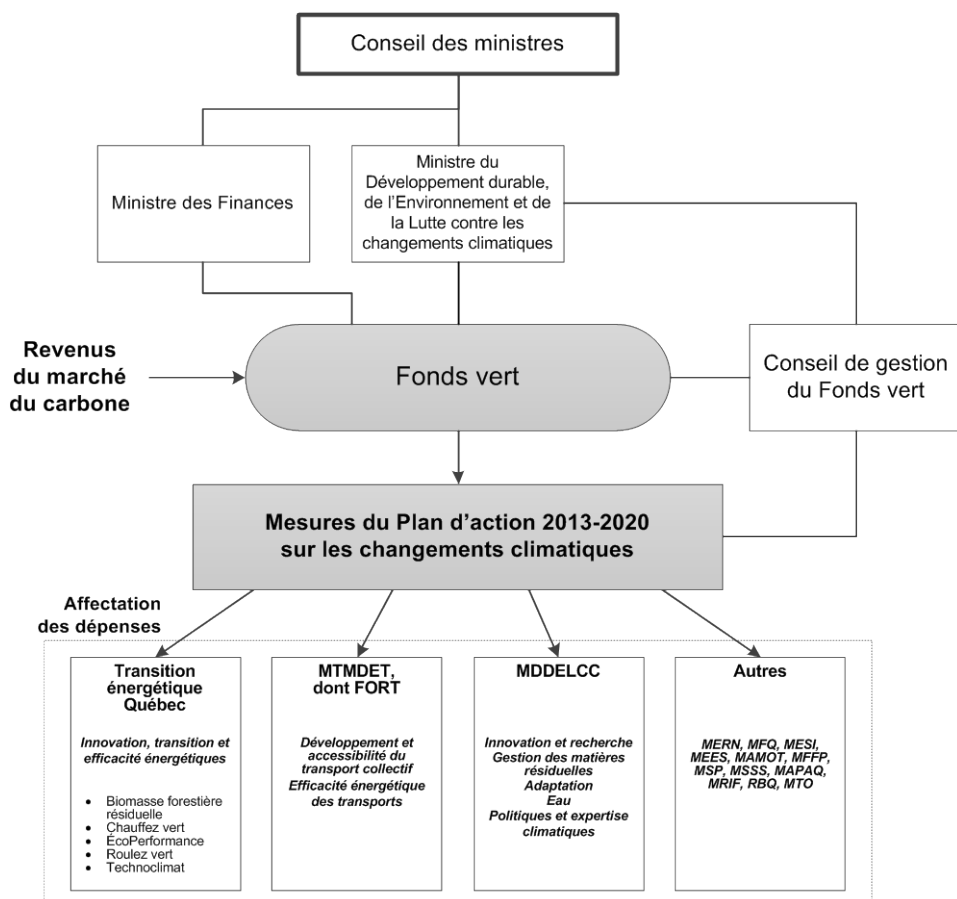 Conseil des ministres
Ministre des Finances
Ministre du
Développement durable,
de l’Environnement et de
la Lutte contre les
changements climatiques
Revenus
du marché
du carbone
Fonds vert
Conseil de gestion
du Fonds vert
Mesures du Plan d’action 2013-2020
sur les changements climatiques
Affectation
des dépenses
Transition
énergétique
Québec
Innovation, transition et
efficacité énergétiques
• Biomasse forestière
résiduelle
• Chauffez vert
• ÉcoPerformance
• Roulez vert
• Technoclimat
MTMDET,
dont FORT
Développement et
accessibilité du
transport collectif
Efficacité énergétique
des transports
MDDELCC
Innovation et recherche
Gestion des matières
résiduelles
Adaptation
Eau
Politiques et expertise
climatiques
Autres
MERN, MFQ, MESI,
MEES, MAMOT, MFFP,
MSP, MSSS, MAPAQ,
MRIF, RBQ, MTO